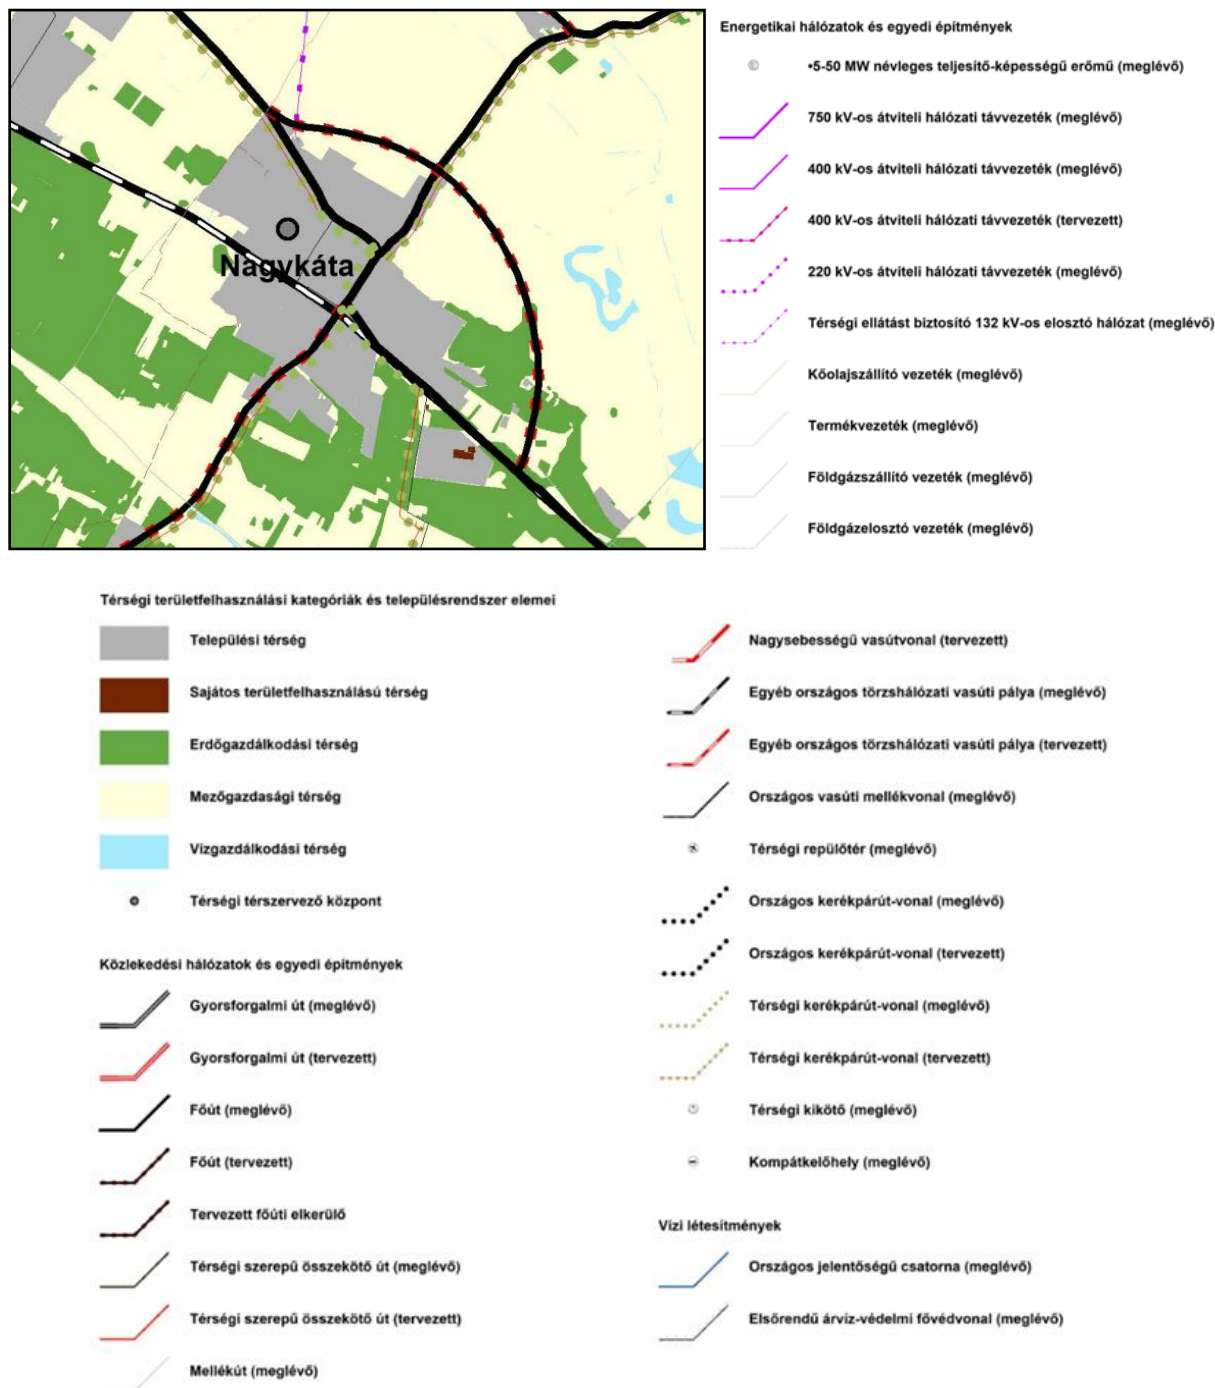 Nagykáta
Energetikai hálózatok és egyedi építmények
•5-50 MW névleges teljesítő-képességű erőmű (meglévő)
750 kV-os átviteli hálózati távvezeték (meglévő)
400 kV-os átviteli hálózati távvezeték (meglévő)
400 kV-os átviteli hálózati távvezeték (tervezett)
220 kV-os átviteli hálózati távvezeték (meglévő)
Térségi ellátást biztosító 132 kV-os elosztó hálózat (meglévő)
Kőolajszállító vezeték (meglévő)
Termékvezeték (meglévő)
Földgázszállító vezeték (meglévő)
Földgázelosztó vezeték (meglévő)
Térségi területfelhasználási kategóriák és településrendszer elemei
Települési térség
Sajátos területfelhasználású térség
Erdőgazdálkodási térség
Mezőgazdasági térség
Vízgazdálkodási térség
Térségi térszervező központ
Közlekedési hálózatok és egyedi építmények
Gyorsforgalmi út (meglévő)
Gyorsforgalmi út (tervezett)
Főút (meglévő)
Főút (tervezett)
Tervezett főúti elkerülő
Térségi szerepű összekötő út (meglévő)
Térségi szerepű összekötő út (tervezett)
Mellékút (meglévő)
Nagysebességű vasútvonal (tervezett)
Egyéb országos törzshálózati vasúti pálya (meglévő)
Egyéb országos törzshálózati vasúti pálya (tervezett)
Országos vasúti mellékvonal (meglévő)
Térségi repülőtér (meglévő)
Országos kerékpárút-vonal (meglévő)
Országos kerékpárút-vonal (tervezett)
Térségi kerékpárút-vonal (meglévő)
Térségi kerékpárút-vonal (tervezett)
Térségi kikötő (meglévő)
Kompátkelőhely (meglévő)
Vízi létesítmények
Országos jelentőségű csatorna (meglévő)
Elsőrendű árvíz-védelmi fővédvonal (meglévő)